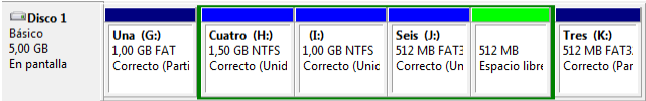 Disco 1
Básico
5,00 GB
En pantalla
Una (G:)
1,00 GB FAT
Correcto (Parti
Cuatro (H:)
1,50 GB NTFS
Correcto (Unid
(I:)
1,00 GB NTFS
Correcto (Unic
Seis (J:)
512 MB FAT3
Correcto (Un
512 MB
Espacio libre
Tres (K:)
512 MB FAT3.
Correcto (Par